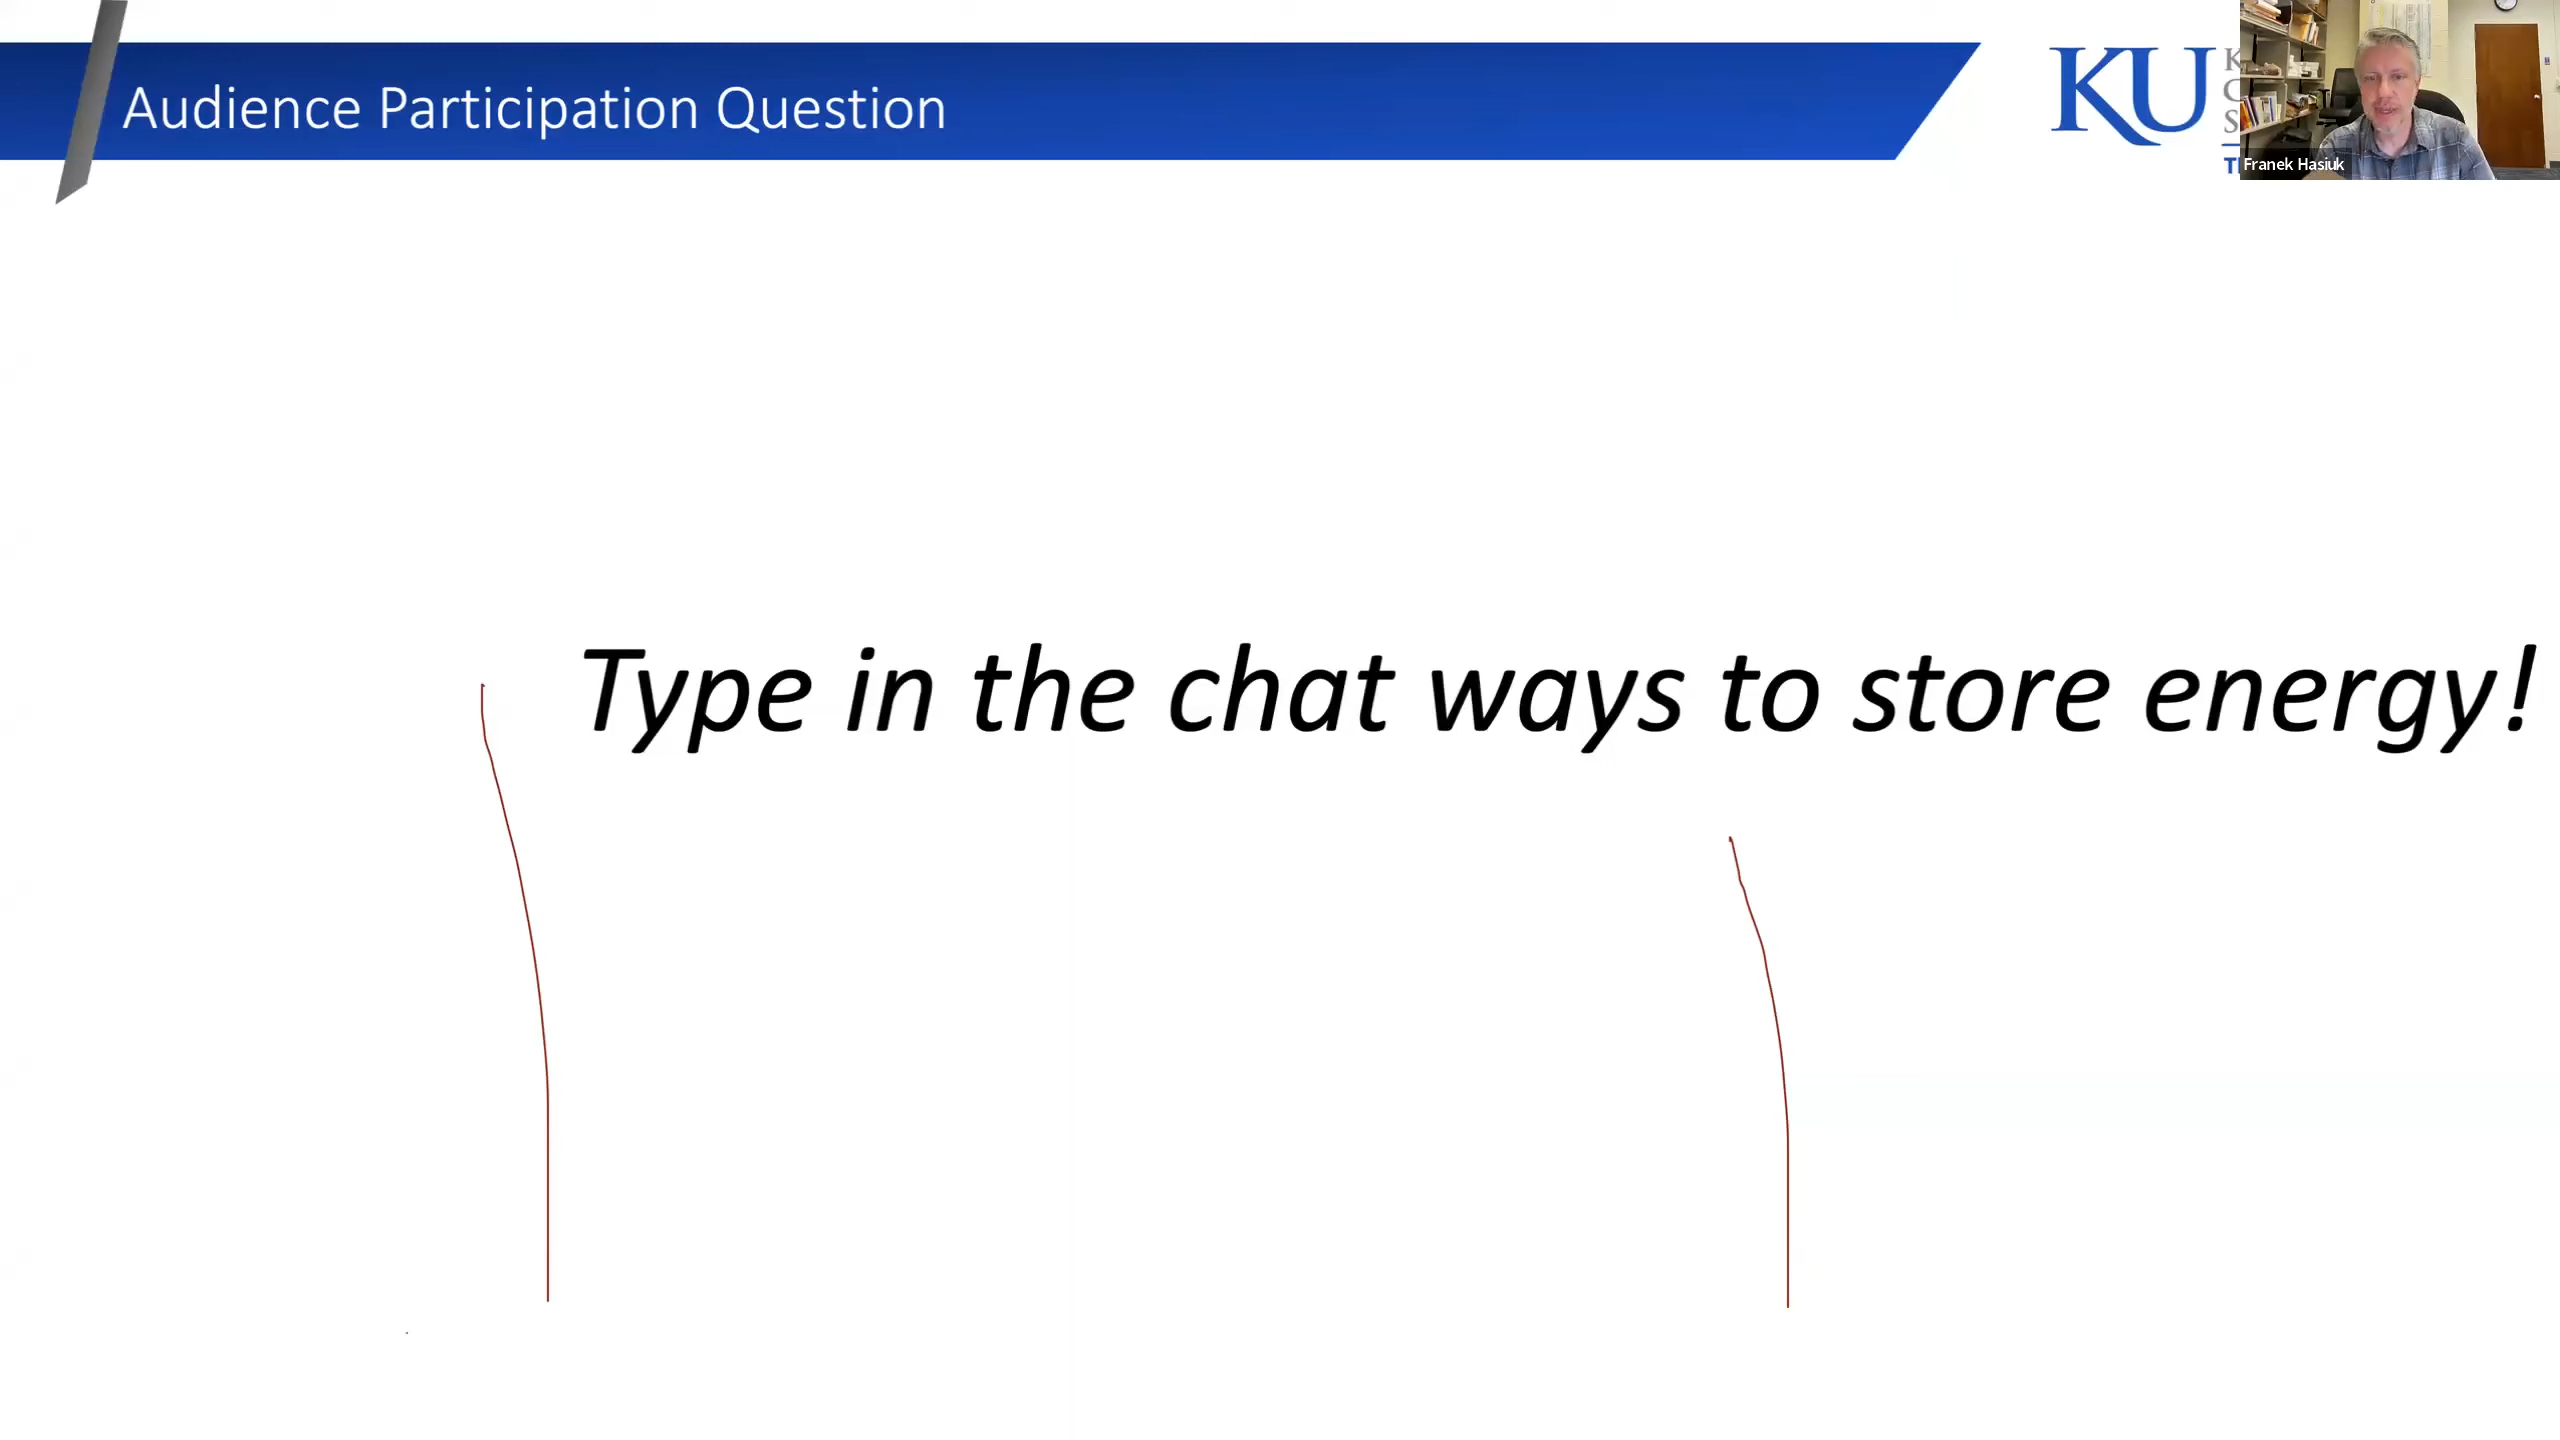 Audience Participation Question
KU
Franek Hasiuk
Type in the chat ways to store energy!